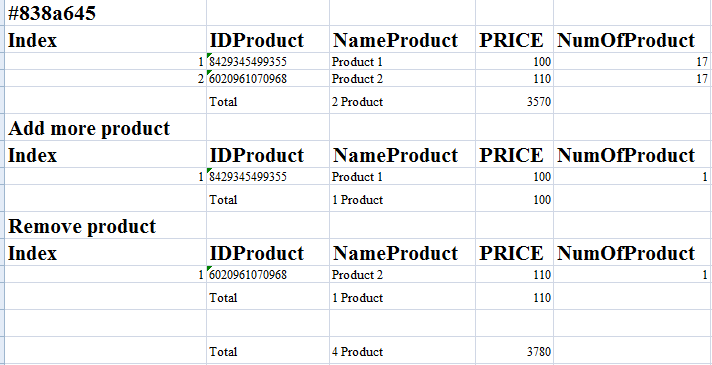 #838a645
Index IDProduct NameProduct PRICE NumOfProduct
1 8429345499355 Product 1 100 17
2 6020961070968 Product 2 110 17
Total 2 Product 3570
Add more product
Index IDProduct NameProduct PRICE NumOfProduct
1 8429345499355 Product 1 100 1
Total 1 Product 100
Remove product
Index IDProduct NameProduct PRICE NumOfProduct
1 6020961070968 Product 2 110 1
Total 1 Product 110
Total 4 Product 3780